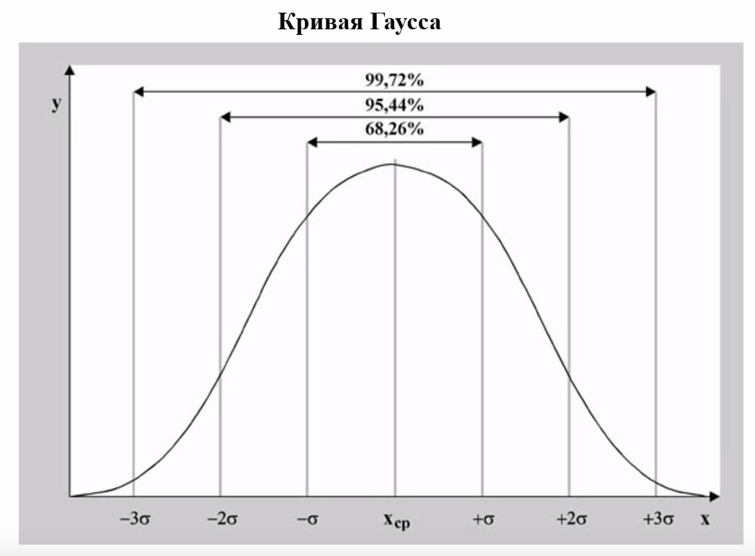 Кривая Гаусса
99,72%
y
95,44%
68,26%
−3σ −2σ −σ xср +σ +2σ +3σ x